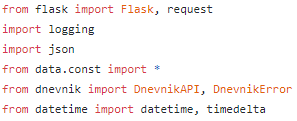 from flask import Flask, request
import logging
import json
from data.const import *
from dnevnik import DnevnikAPI, DnevnikError
from datetime import datetime, timedelta